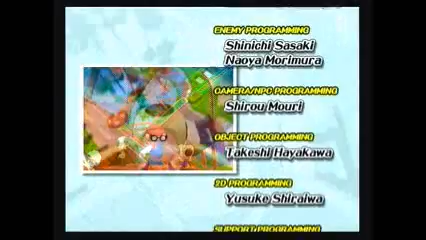 ENEMY PROGRAMMING
Shinichi Sasaki
Naoya Morimura
CAMERA/NPC PROGRAMMING
Shirou Mouri
OBJECT PROGRAMMING
Takeshi Hayakawa
2D PROGRAMMING
Yusuke Shiraiwa
SUPPORT PROGRAMMING